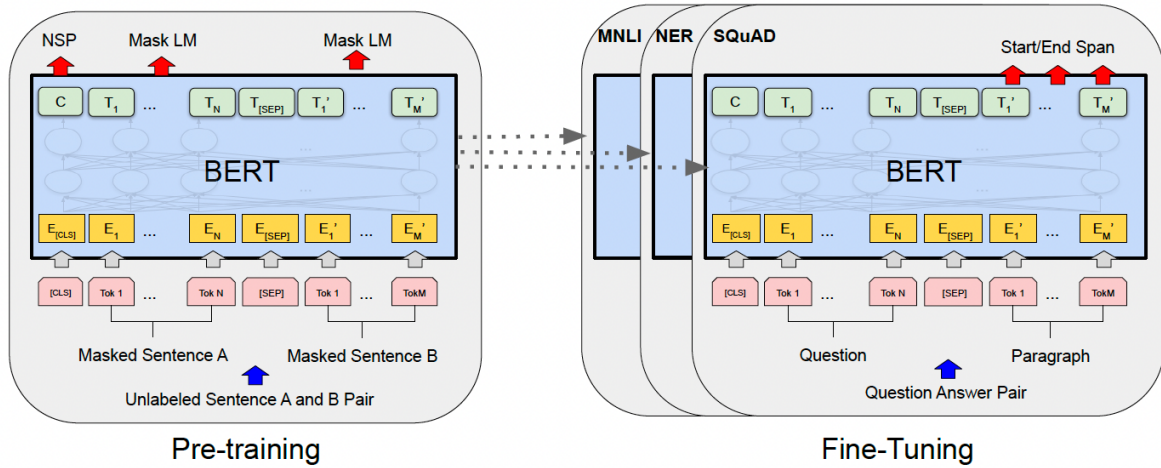 NSP Mask LM Mask LM
C T1 ... TN T[SEP] T1' ... TM'
...
BERT
...
E[CLS] E1 ... EN E[SEP] E1' ... EM'
[CLS] Tok 1 ... Tok N [SEP] Tok 1 ... TokM
Masked Sentence A Masked Sentence B
Unlabeled Sentence A and B Pair
Pre-training
MNLI NER SQuAD
Start/End Span
C T1 ... TN T[SEP] T1' ... TM'
...
BERT
...
E[CLS] E1 ... EN E[SEP] E1' ... EM'
[CLS] Tok 1 ... Tok N [SEP] Tok 1 ... TokM
Question Paragraph
Question Answer Pair
Fine-Tuning